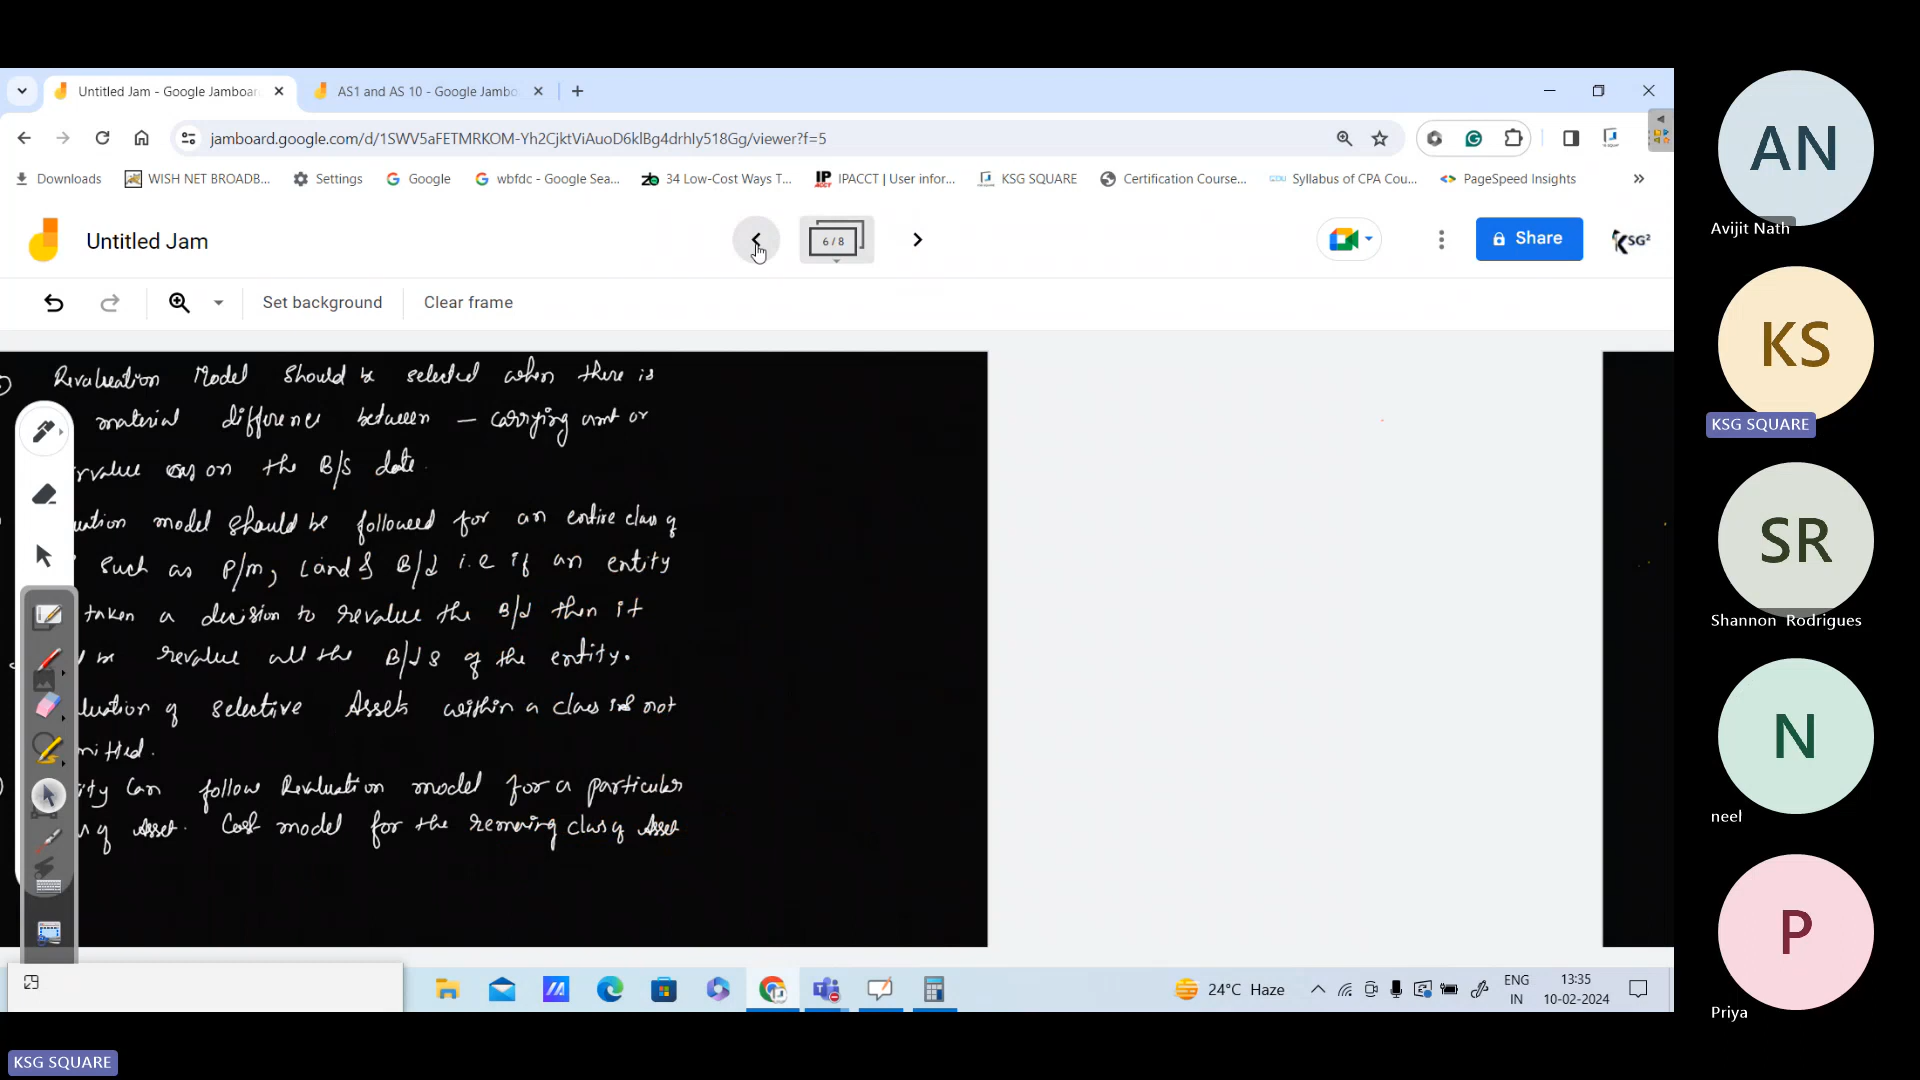 Untitled Jam - Google Jamboar
AS1 and AS 10 - Google Jambo
jamboard.google.com/d/1SWV5aFETMRKOM-Yh2CjktViAuoD6klBg4drhIy518Gg/viewer?f=5
Downloads
WISH NET BROADB...
Settings
Google
wbfdc - Google Sea...
34 Low-Cost Ways T...
IPACCT | User infor...
KSG SQUARE
Certification Course...
Syllabus of CPA Cou...
PageSpeed Insights
Untitled Jam
6 / 8
Share
KSG²
Set background
Clear frame
Revaluation Model Should be selected when there is
material difference between — carrying amt or
rvalue as on the B/S date.
uation model should be followed for an entire class of
Such as P/m, Land & B/d i.e if an entity
taken a decision to revalue the B/d then it
revalue all the B/d s of the entity.
luation of selective Assets within a class is not
mitted.
ity Can follow Revaluation model for a particular
of Asset. Cost model for the remaining class of Asset
24°C Haze
ENG
IN
13:35
10-02-2024
AN
Avijit Nath
KS
KSG SQUARE
SR
Shannon Rodrigues
N
neel
P
Priya
KSG SQUARE